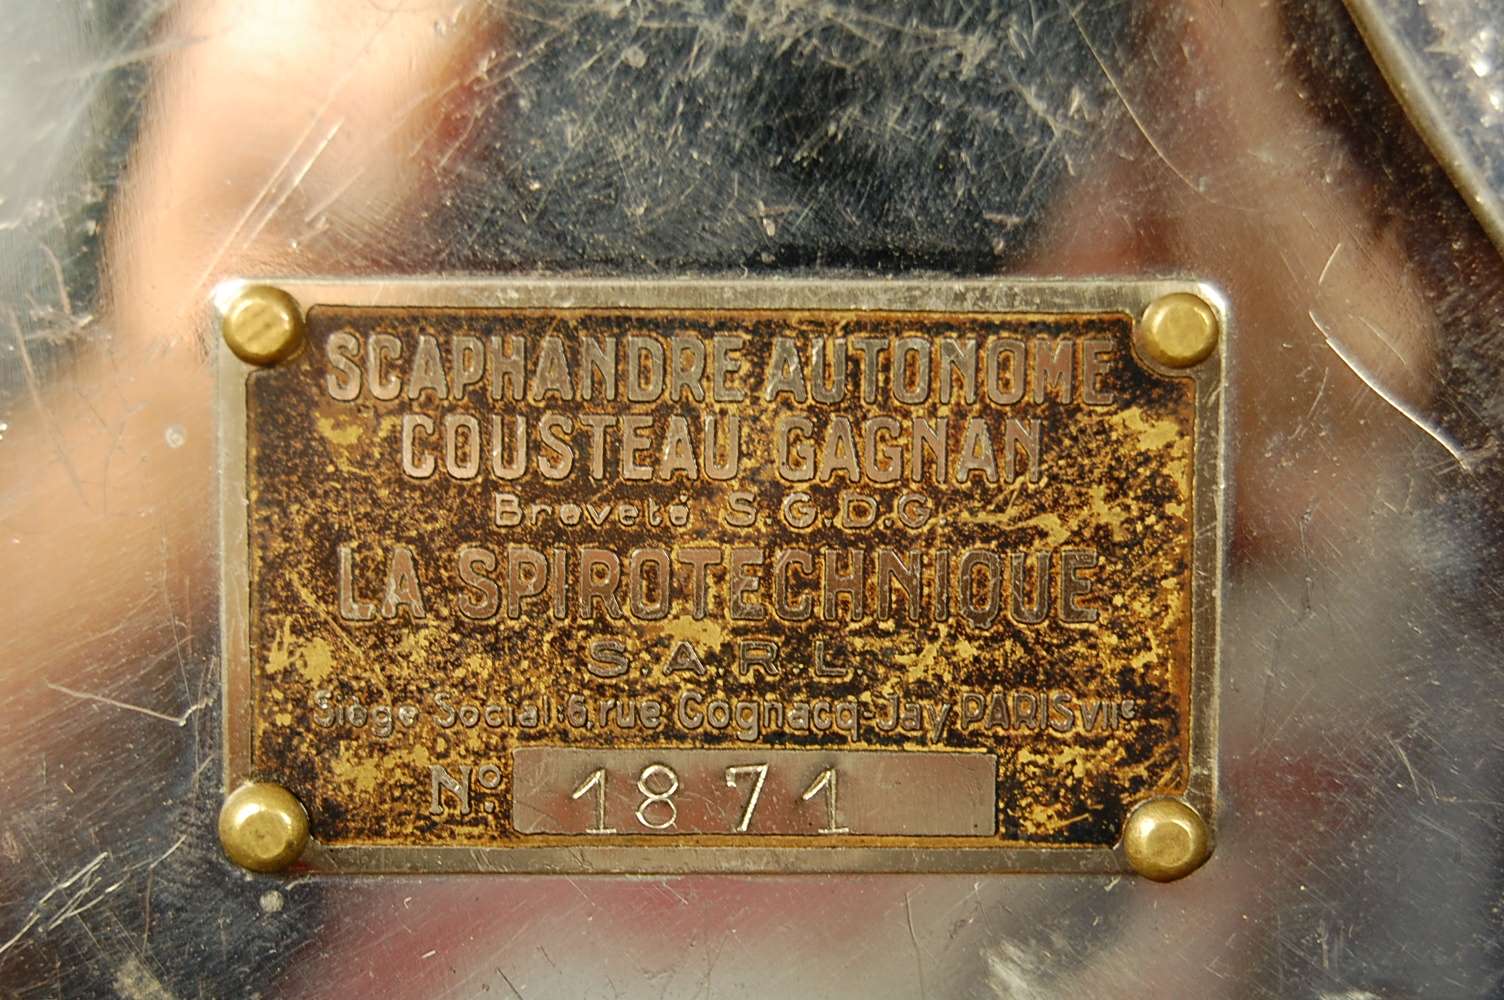 SCAPHANDRE AUTONOME
COUSTEAU GAGNAN
Breveté S.G.D.G.
LA SPIROTECHNIQUE
S.A.R.L.
Siège Social:6,rue Cognacq-Jay PARIS VIIe
No. 1871